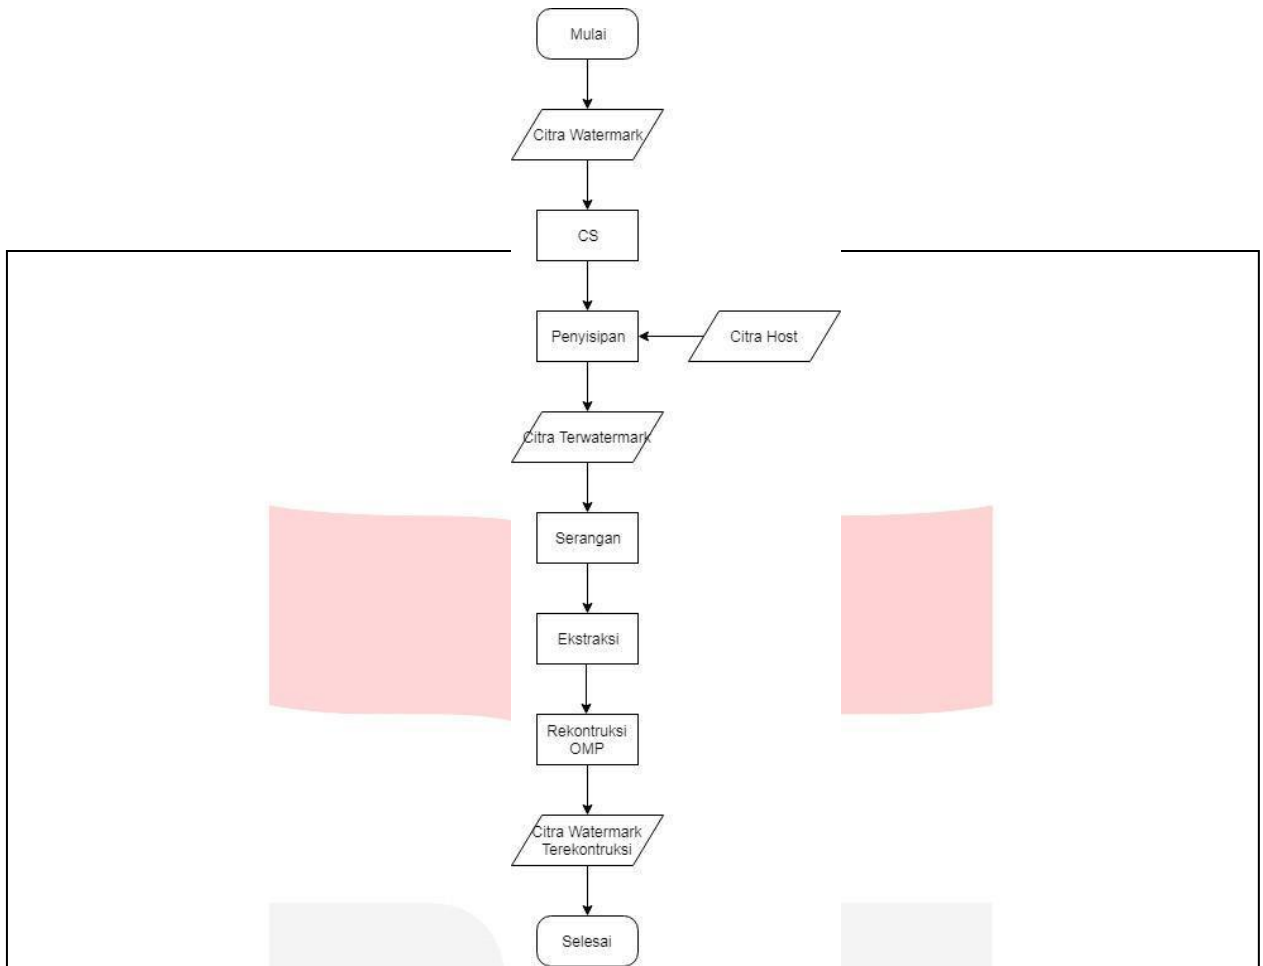 Mulai
Citra Watermark
CS
Penyisipan
Citra Host
Citra Terwatermark
Serangan
Ekstraksi
Rekontruksi
OMP
Citra Watermark
Terekontruksi
Selesai